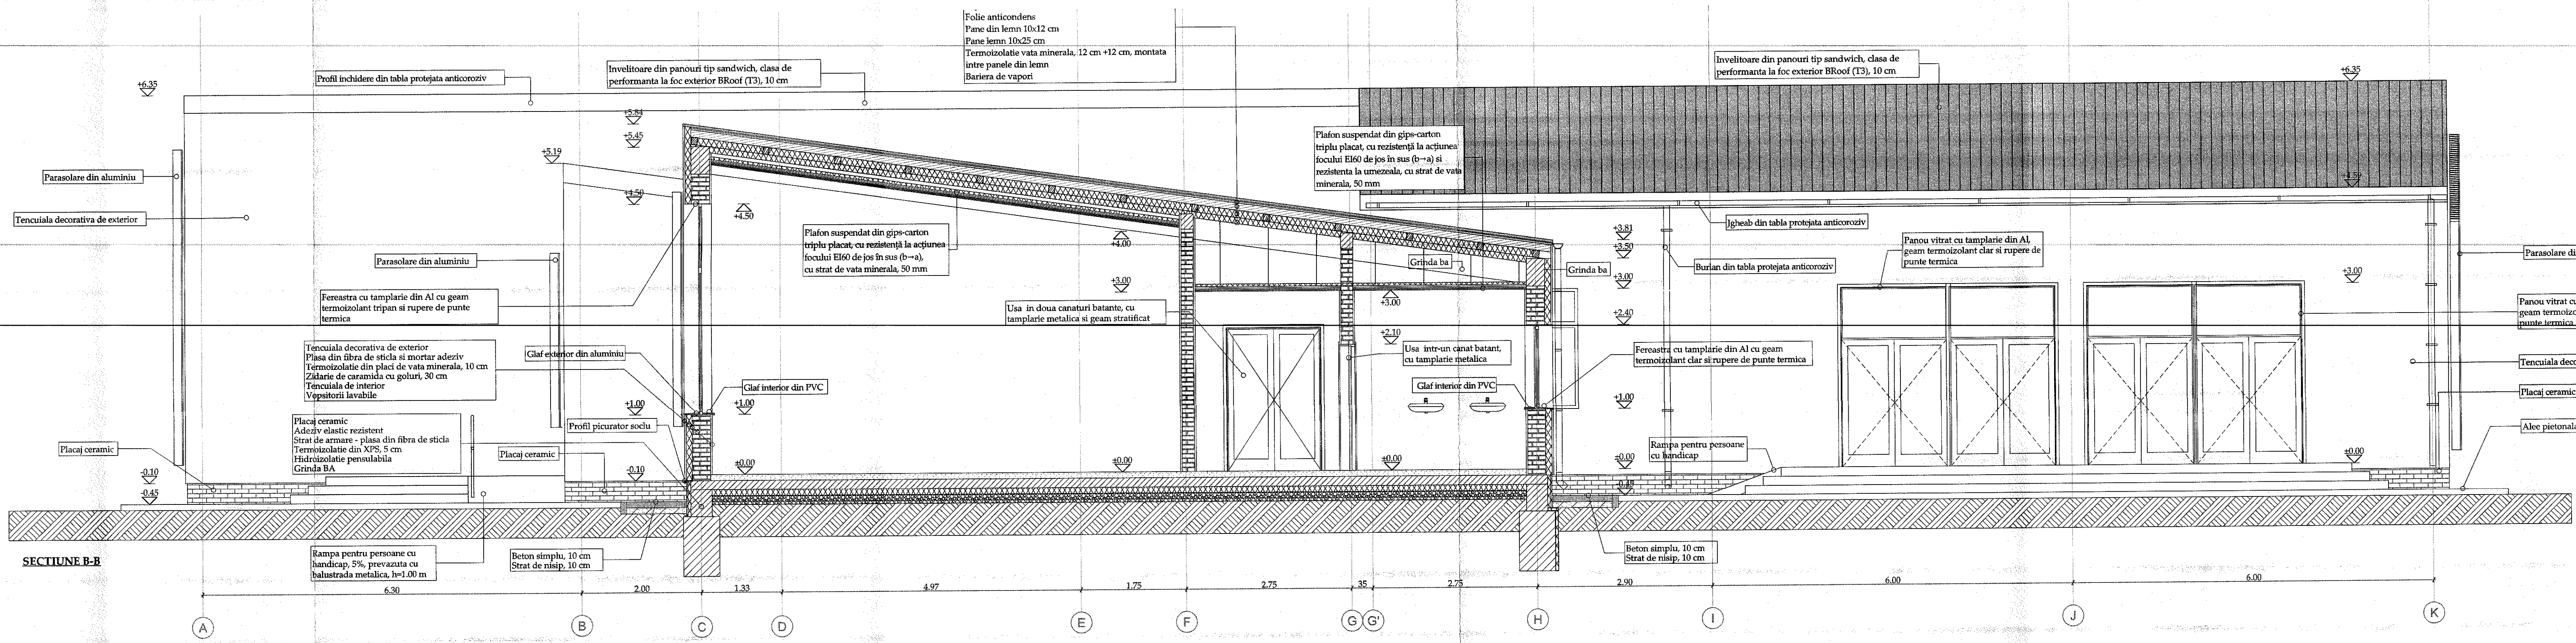 Folie anticondens
Pane din lemn 10x12 cm
Pane lemn 10x25 cm
Termoizolatie vata minerala, 12 cm +12 cm, montata
intre panele din lemn
Bariera de vapori
Profil inchidere din tabla protejata anticoroziv
Invelitoare din panouri tip sandwich, clasa de
performanta la foc exterior BRoof (T3), 10 cm
Invelitoare din panouri tip sandwich, clasa de
performanta la foc exterior BRoof (T3), 10 cm
+6.35
+6.35
+5.84
+5.45
+5.19
+4.50
+4.50
Plafon suspendat din gips-carton
triplu placat, cu rezistență la acțiunea
focului EI60 de jos în sus (b→a) si
rezistenta la umezeala, cu strat de vata
minerala, 50 mm
Parasolare din aluminiu
Tencuiala decorativa de exterior
Parasolare din aluminiu
Plafon suspendat din gips-carton
triplu placat, cu rezistență la acțiunea
focului EI60 de jos în sus (b→a),
cu strat de vata minerala, 50 mm
+4.00
+3.00
Grinda ba
Grinda ba
+3.00
+3.81
+3.50
+3.00
+2.40
Jgheab din tabla protejata anticoroziv
Burlan din tabla protejata anticoroziv
Panou vitrat cu tamplarie din Al,
geam termoizolant clar si rupere de
punte termica
+3.00
Parasolare di
Panou vitrat cu
geam termoizo
punte termica
Fereastra cu tamplarie din Al cu geam
termoizolant tripan si rupere de punte
termica
Usa in doua canaturi batante, cu
tamplarie metalica si geam stratificat
+2.10
Usa intr-un canat batant,
cu tamplarie metalica
Fereastra cu tamplarie din Al cu geam
termoizolant clar si rupere de punte termica
Tencuiala decorativa de exterior
Plasa din fibra de sticla si mortar adeziv
Termoizolatie din placi de vata minerala, 10 cm
Zidarie de caramida cu goluri, 30 cm
Tencuiala de interior
Vopsitorii lavabile
Glaf exterior din aluminiu
Glaf interior din PVC
Glaf interior din PVC
Tencuiala deco
Placaj ceramic
Alee pietonala
+1.00
+1.00
+1.00
Placaj ceramic
Adeziv elastic rezistent
Strat de armare - plasa din fibra de sticla
Termoizolatie din XPS, 5 cm
Hidroizolatie pensulabila
Grinda BA
Profil picurator soclu
Placaj ceramic
Placaj ceramic
Rampa pentru persoane
cu handicap
-0.10
-0.45
-0.10
±0.00
±0.00
±0.00
±0.00
-0.45
±0.00
SECTIUNE B-B
Rampa pentru persoane cu
handicap, 5%, prevazuta cu
balustrada metalica, h=1.00 m
Beton simplu, 10 cm
Strat de nisip, 10 cm
Beton simplu, 10 cm
Strat de nisip, 10 cm
6.30
2.00
1.33
4.97
1.75
2.75
35
2.75
2.90
6.00
6.00
A
B
C
D
E
F
G
G'
H
I
J
K